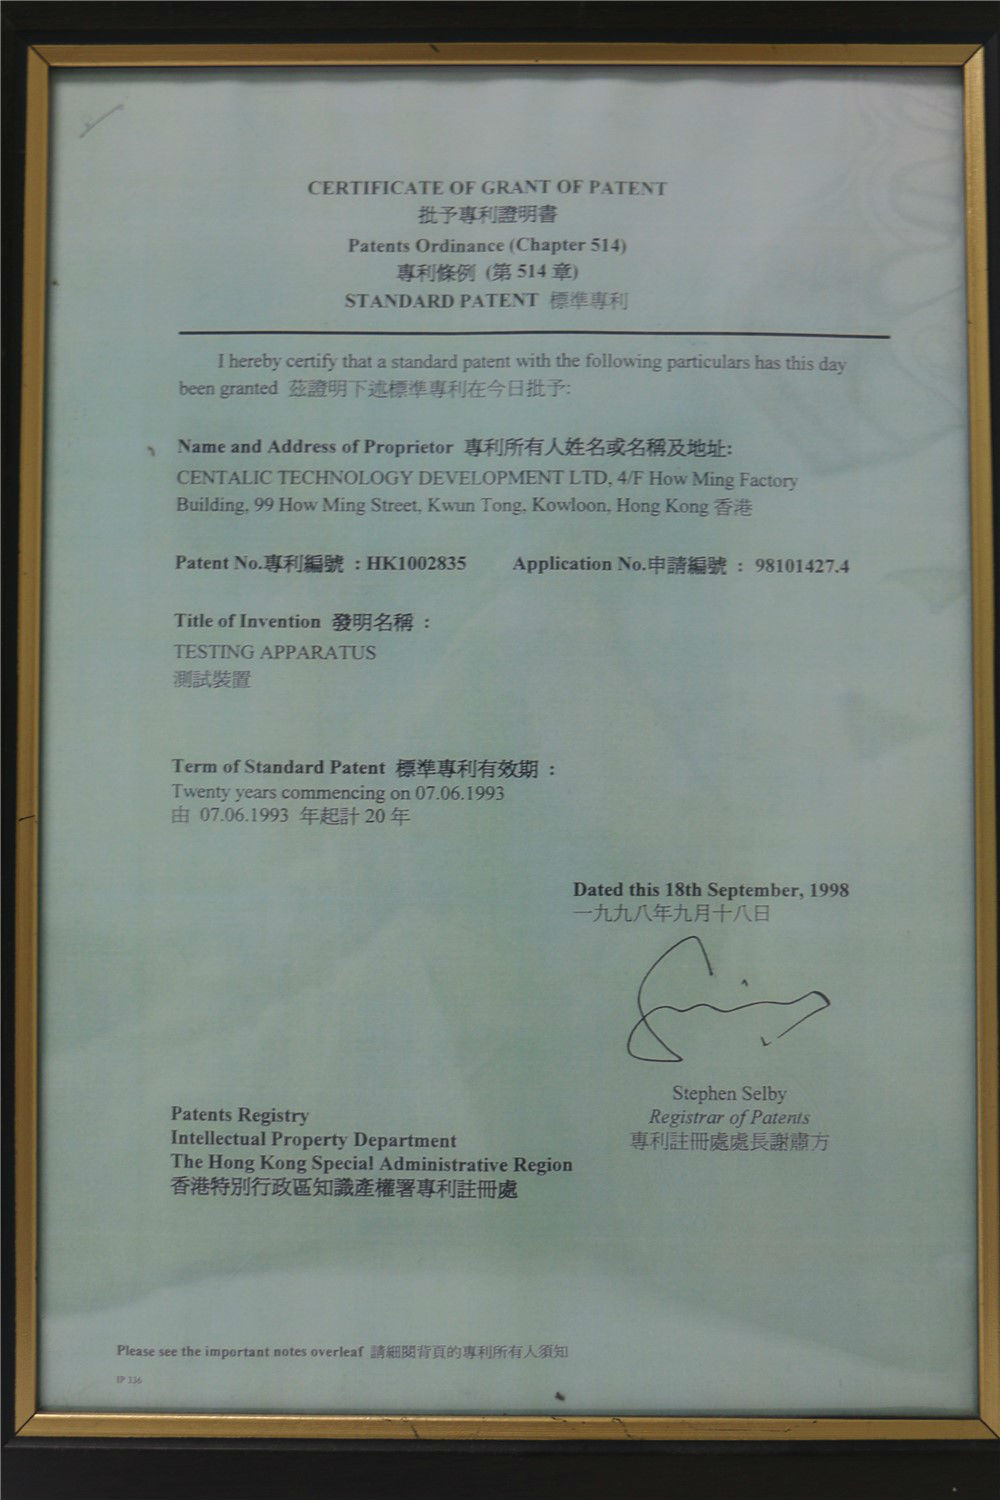 CERTIFICATE OF GRANT OF PATENT
批予專利證明書
Patents Ordinance (Chapter 514)
專利條例 (第 514 章)
STANDARD PATENT 標準專利
I hereby certify that a standard patent with the following particulars has this day
been granted 茲證明下述標準專利在今日批予:
Name and Address of Proprietor 專利所有人姓名或名稱及地址:
CENTALIC TECHNOLOGY DEVELOPMENT LTD, 4/F How Ming Factory
Building, 99 How Ming Street, Kwun Tong, Kowloon, Hong Kong 香港
Patent No.專利編號 : HK1002835 Application No.申請編號 : 98101427.4
Title of Invention 發明名稱 :
TESTING APPARATUS
測試裝置
Term of Standard Patent 標準專利有效期 :
Twenty years commencing on 07.06.1993
由 07.06.1993 年起計 20 年
Dated this 18th September, 1998
一九九八年九月十八日
Stephen Selby
Registrar of Patents
專利註冊處處長謝肅方
Patents Registry
Intellectual Property Department
The Hong Kong Special Administrative Region
香港特別行政區知識產權署專利註冊處
Please see the important notes overleaf 請細閱背頁的專利所有人須知
IP 336